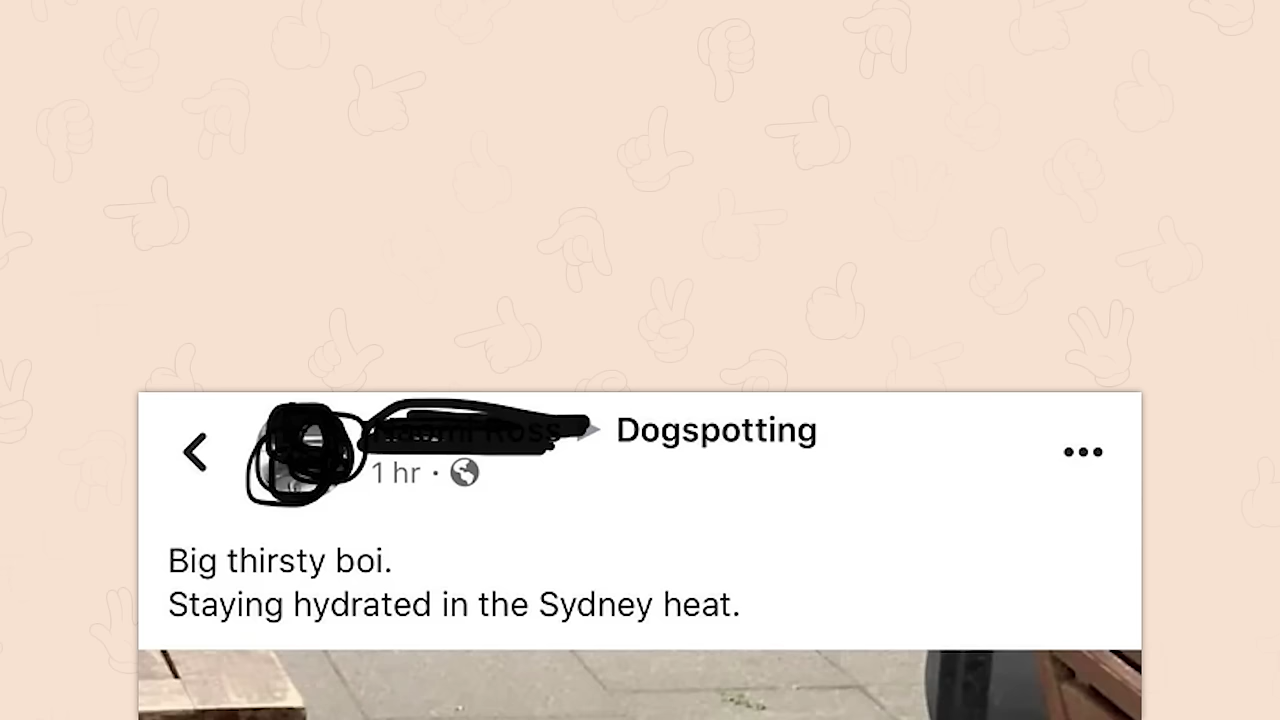 Dogspotting
1 hr ·
Big thirsty boi.
Staying hydrated in the Sydney heat.